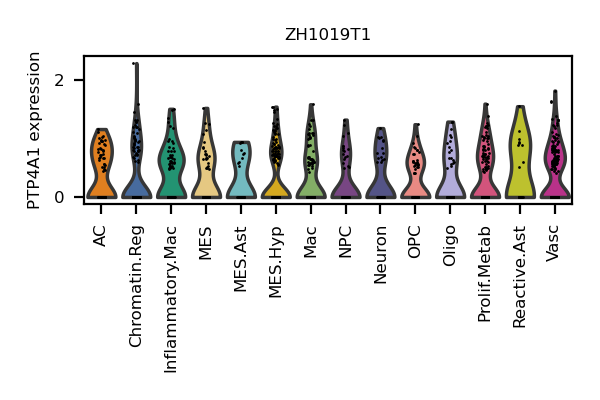 ZH1019T1
PTP4A1 expression
2
0
AC
Chromatin.Reg
Inflammatory.Mac
MES
MES.Ast
MES.Hyp
Mac
NPC
Neuron
OPC
Oligo
Prolif.Metab
Reactive.Ast
Vasc